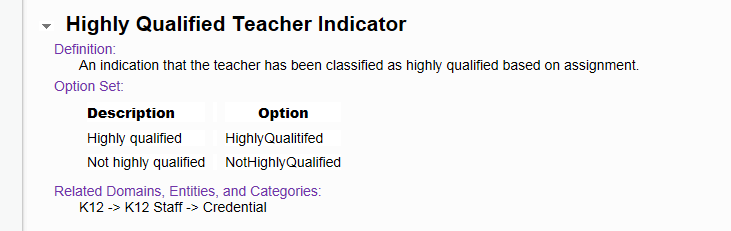 Highly Qualified Teacher Indicator
Definition:
An indication that the teacher has been classified as highly qualified based on assignment.
Option Set:
Description Option
Highly qualified HighlyQualitifed
Not highly qualified NotHighlyQualified
Related Domains, Entities, and Categories:
K12 -> K12 Staff -> Credential